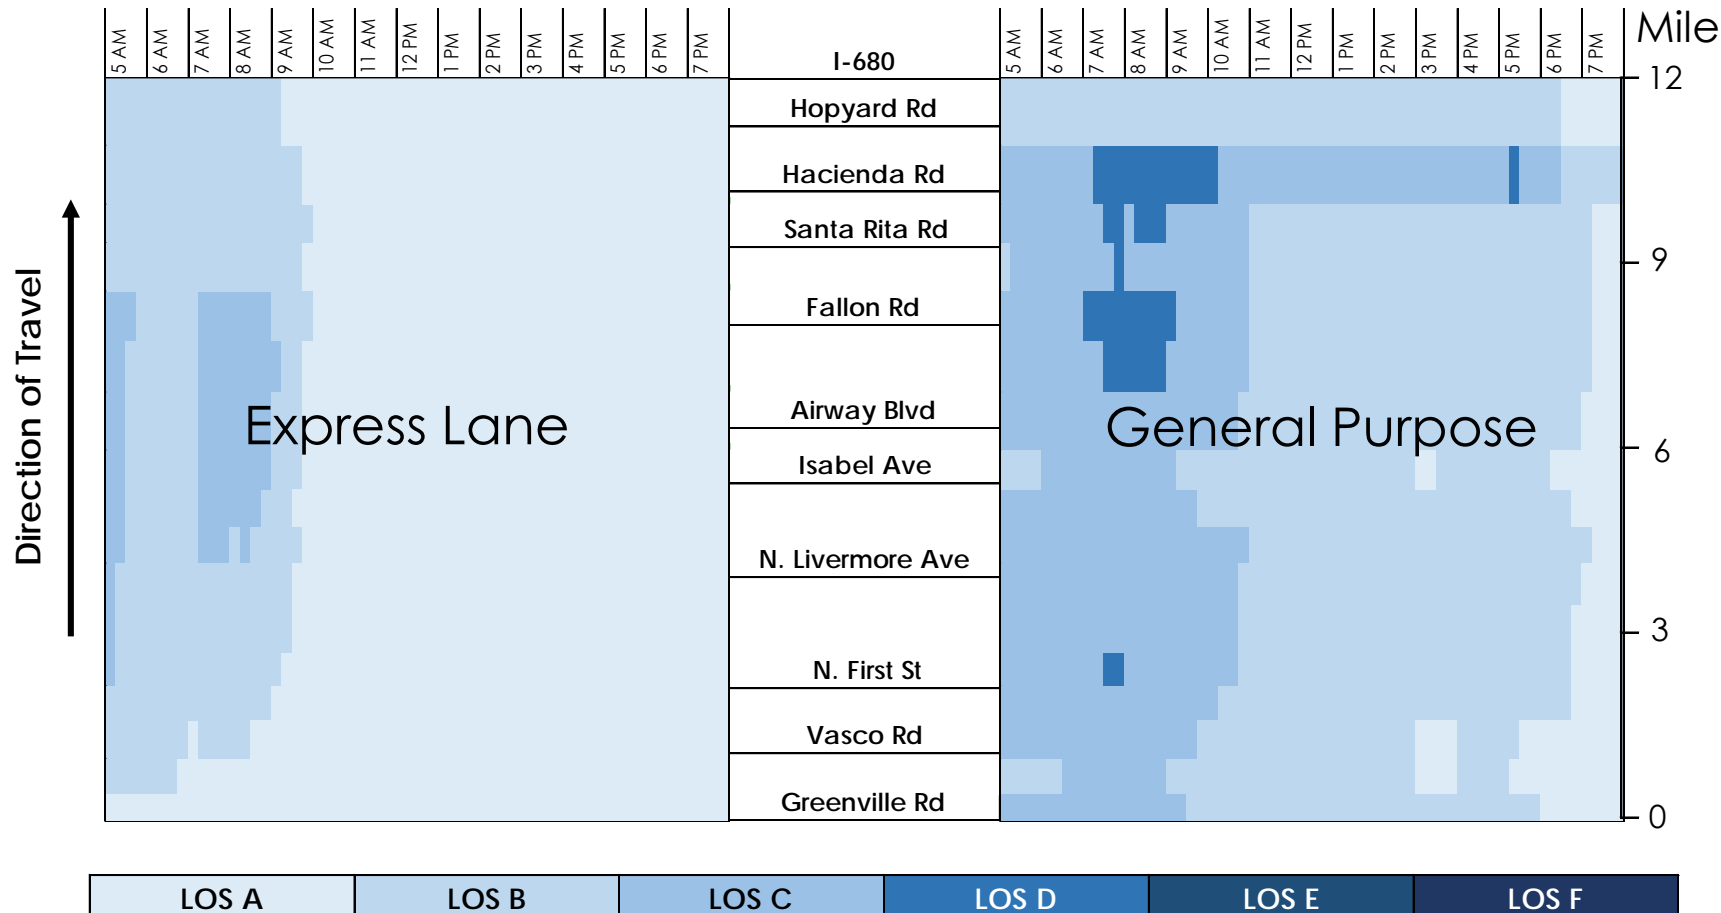 5 AM 6 AM 7 AM 8 AM 9 AM 10 AM 11 AM 12 PM 1 PM 2 PM 3 PM 4 PM 5 PM 6 PM 7 PM
I-680
5 AM 6 AM 7 AM 8 AM 9 AM 10 AM 11 AM 12 PM 1 PM 2 PM 3 PM 4 PM 5 PM 6 PM 7 PM
Mile
12
Hopyard Rd
Hacienda Rd
Santa Rita Rd
9
Fallon Rd
Direction of Travel
Express Lane
Airway Blvd
General Purpose
6
Isabel Ave
N. Livermore Ave
3
N. First St
Vasco Rd
Greenville Rd
0
LOS A LOS B LOS C LOS D LOS E LOS F